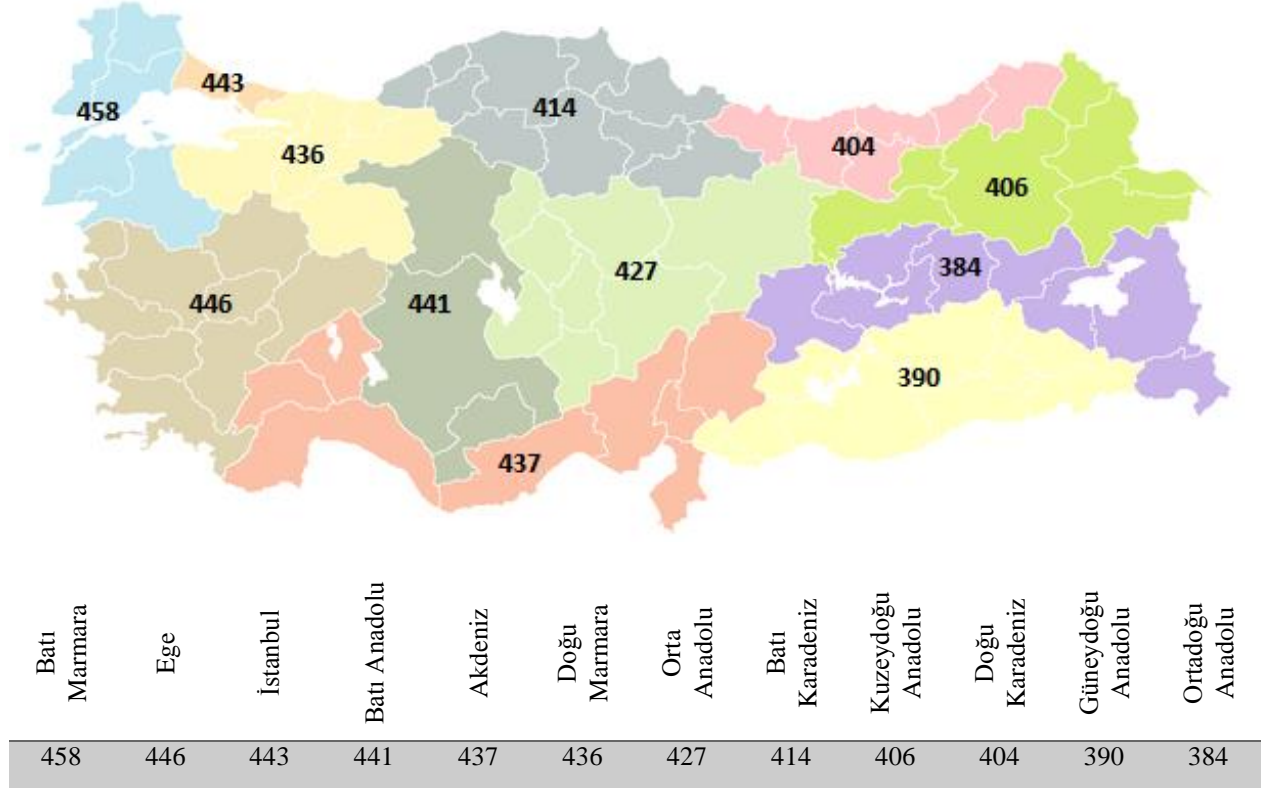 443
458
414
404
436
406
384
427
446
441
390
437
Batı
Marmara
Ege
İstanbul
Batı Anadolu
Akdeniz
Doğu
Marmara
Orta
Anadolu
Batı
Karadeniz
Kuzeydoğu
Anadolu
Doğu
Karadeniz
Güneydoğu
Anadolu
Ortadoğu
Anadolu
458 446 443 441 437 436 427 414 406 404 390 384